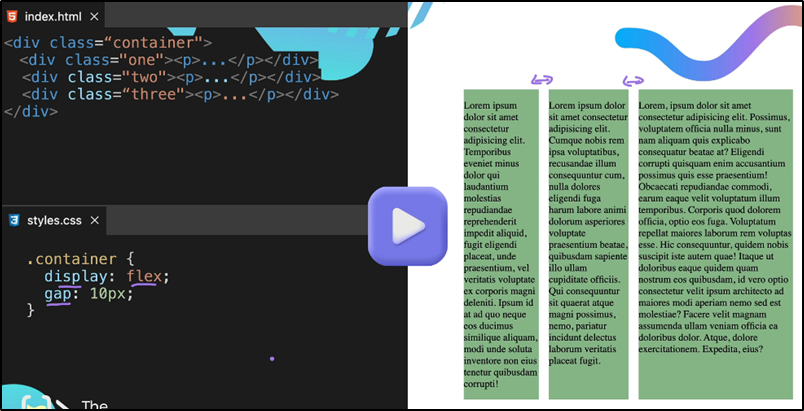 index.html ×
<div class=“container”>
<div class="one"><p>...</p></div>
<div class="two"><p>...</p></div>
<div class="three"><p>...</p></div>
</div>
styles.css ×
.container {
display: flex;
gap: 10px;
}
The
Lorem ipsum
dolor sit amet
consectetur
adipisicing elit.
Temporibus
eveniet minus
dolor qui
laudantium
molestias
repudiandae
reprehenderit
impedit aliquid,
fugit eligendi
placeat, unde
praesentium, vel
veritatis voluptate
ex corporis magni
deleniti. Ipsum id
at ad quo neque
eos ducimus
similique aliquam,
modi unde soluta
inventore non eius
tenetur quibusdam
corrupti!
Lorem ipsum dolor
sit amet consectetur
adipisicing elit.
Cumque nobis rem
ipsa voluptatibus,
recusandae illum
consequuntur cum,
nulla dolores
eligendi fuga
harum labore animi
dolorum asperiores
voluptate
praesentium beatae,
quibusdam sapiente
illo ullam
cupiditate officiis.
Qui consequuntur
sit quaerat atque
magni possimus,
nemo, pariatur
incidunt delectus
laborum veritatis
placeat fugit.
Lorem, ipsum dolor sit amet
consectetur adipisicing elit. Possimus,
voluptatem officia nulla minus, sunt
nam aliquam quis explicabo
consequatur beatae at? Eligendi
corrupti quisquam enim accusantium
possimus quis esse praesentium!
Obcaecati repudiandae commodi,
earum eaque velit voluptatum illum
temporibus. Corporis quod dolorem
officia, optio eos fuga. Voluptatum
repellat maiores laborum rem voluptas
esse. Hic consequuntur, quidem nobis
suscipit iste autem quae! Itaque ut
doloribus eaque quidem quam
nostrum eos quibusdam, id vero optio
consectetur velit ipsum architecto ad
maiores modi aperiam nemo sed est
molestiae? Facere velit magnam
assumenda ullam veniam officia ea
doloribus dolor. Atque, dolore
exercitationem. Expedita, eius?